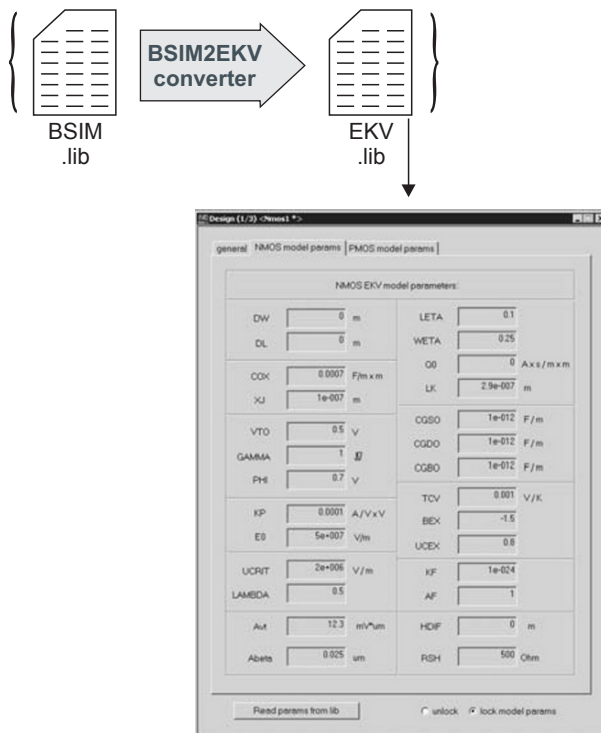 BSIM2EKV
converter
BSIM
.lib
EKV
.lib
Design (1/3) <Nmos1 *>
general NMOS model params PMOS model params
NMOS EKV model parameters:
DW 0 m
DL 0 m
COX 0.0007 F/m×m
XJ 1e-007 m
VTO 0.5 V
GAMMA 1
PHI 0.7 V
KP 0.0001 A/V×V
E0 5e+007 V/m
UCRIT 2e+006 V/m
LAMBDA 0.5
Avt 12.3 mV*um
Abeta 0.025 um
LETA 0.1
WETA 0.25
Q0 0 A×s/m×m
LK 2.9e-007 m
CGSO 1e-012 F/m
CGDO 1e-012 F/m
CGBO 1e-012 F/m
TCV 0.001 V/K
BEX -1.5
UCEX 0.8
KF 1e-024
AF 1
HDIF 0 m
RSH 500 Ohm
Read params from lib
unlock lock model params